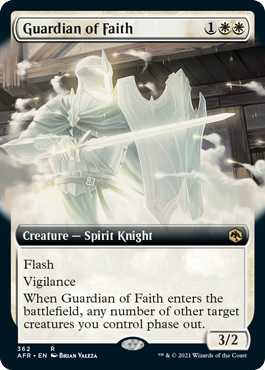 Guardian of Faith 1
Creature — Spirit Knight
Flash
Vigilance
When Guardian of Faith enters the
battlefield, any number of other target
creatures you control phase out.
3/2
362 R
AFR • EN Brian Valeza ™ & © 2021 Wizards of the Coast